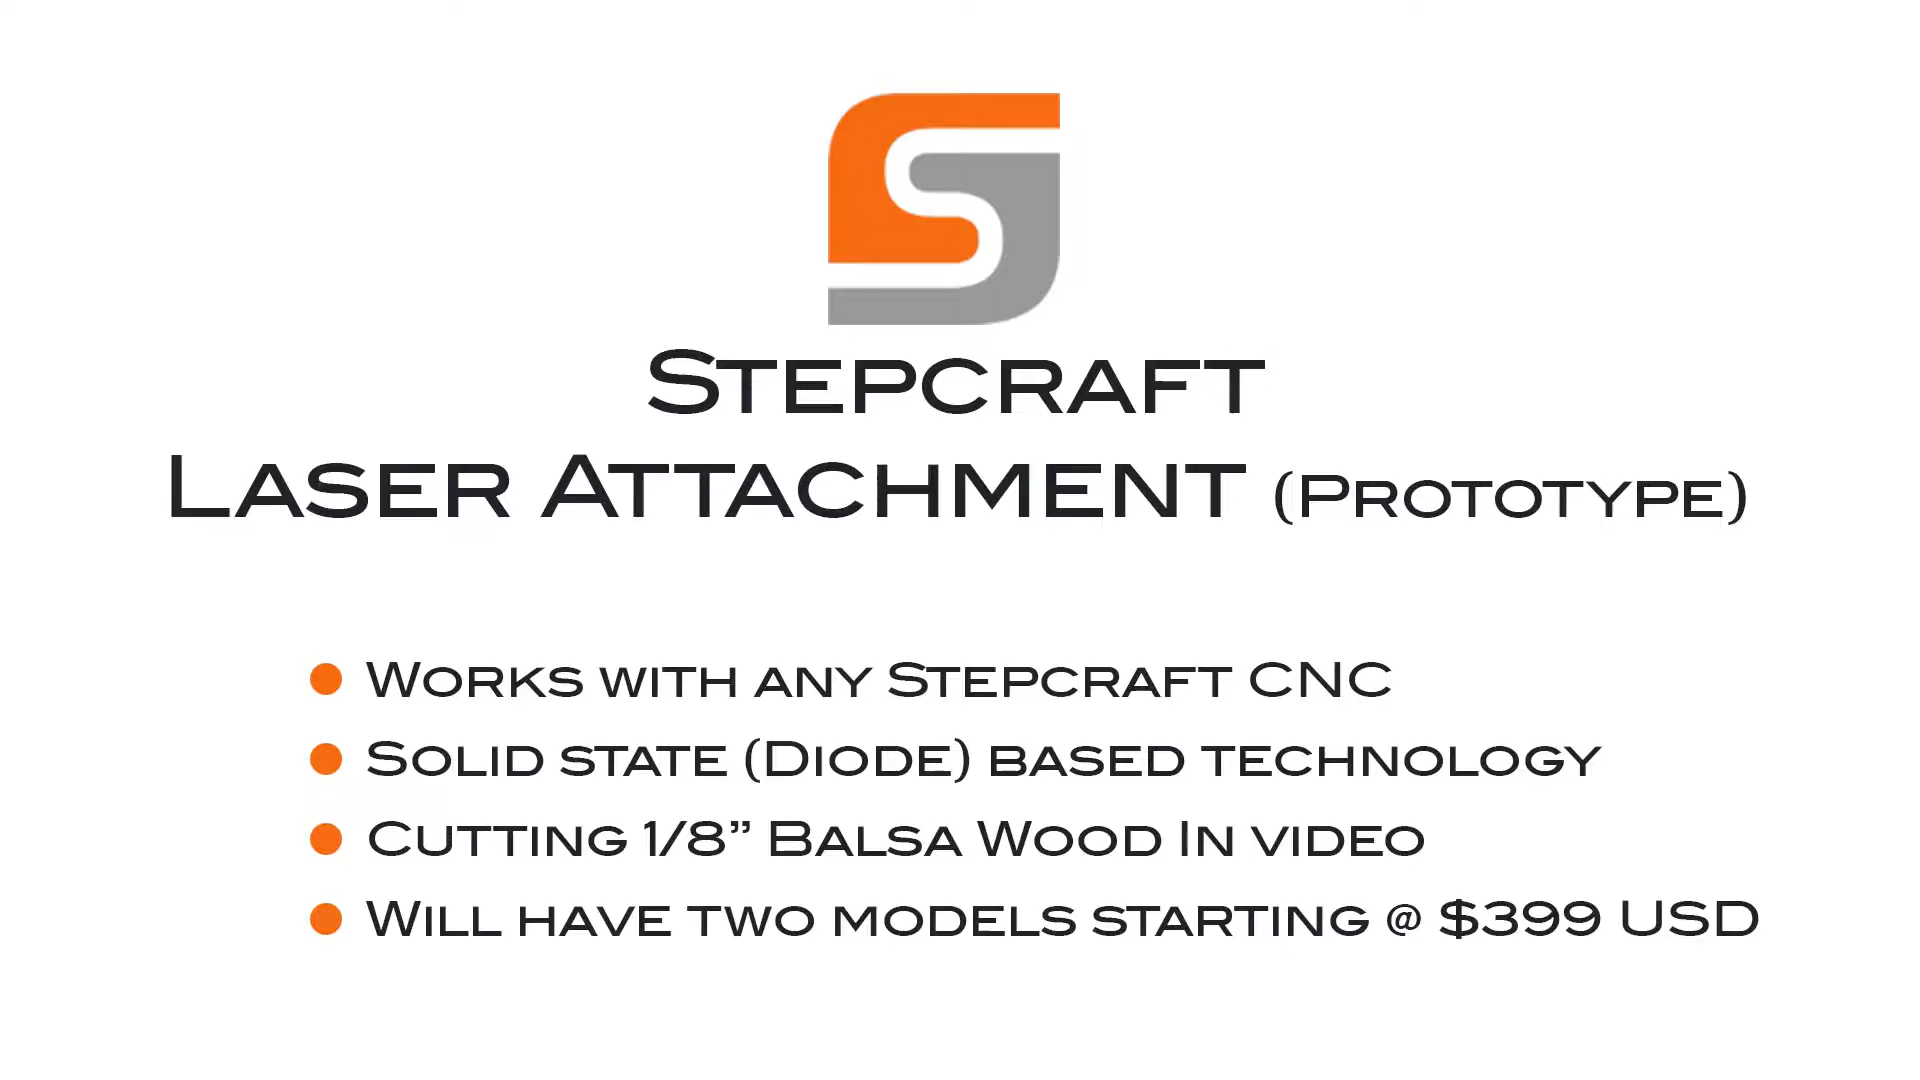 Stepcraft
Laser Attachment (Prototype)
Works with any Stepcraft CNC
Solid state (Diode) based technology
Cutting 1/8” Balsa Wood In video
Will have two models starting @ $399 USD